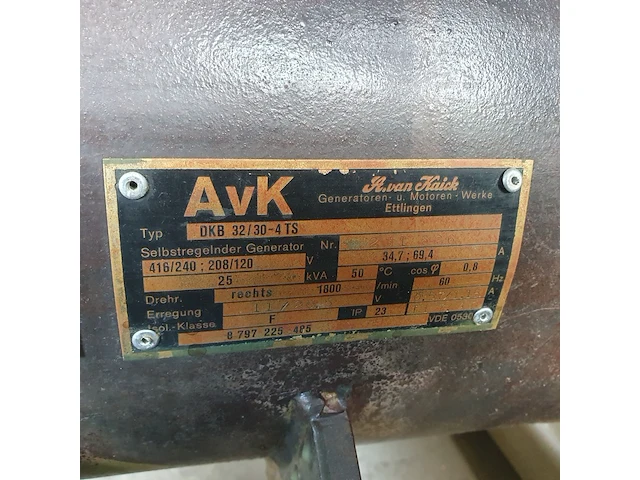 AvK A. van Kaick
Generatoren- u. Motoren-Werke
Ettlingen
Typ DKB 32/30-4 TS
Selbstregelnder Generator Nr.
416/240 ; 208/120 V 34,7 ; 69,4 A
25 kVA 50 °C cos φ 0,8
Drehr. rechts 1800 /min 60 Hz
Erregung V A
Isol.-Klasse F IP 23 VDE 0530
8 797 225